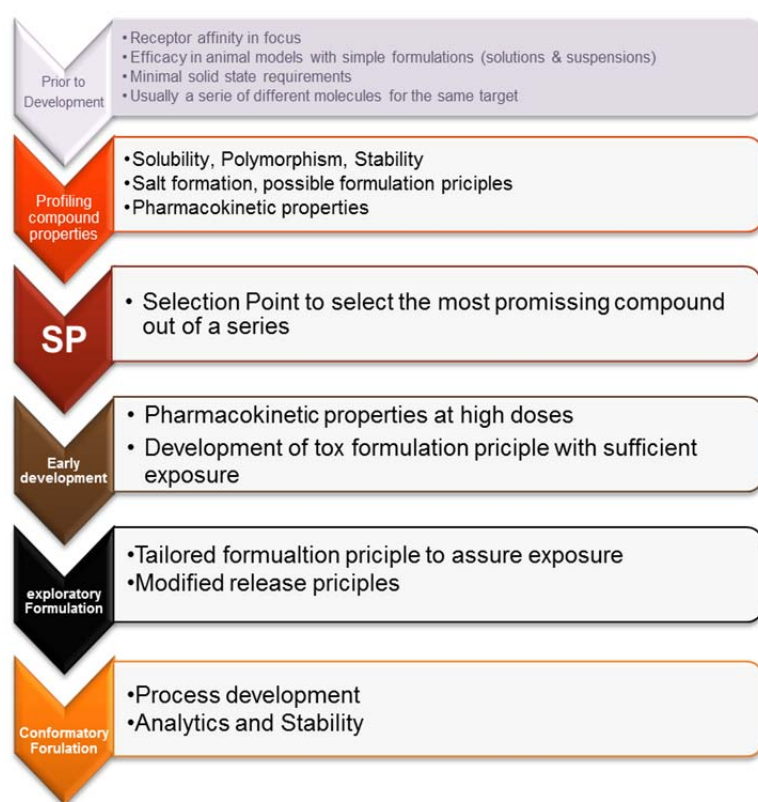 Prior to
Development
•Receptor affinity in focus
•Efficacy in animal models with simple formulations (solutions & suspensions)
•Minimal solid state requirements
•Usually a serie of different molecules for the same target
Profiling
compound
properties
•Solubility, Polymorphism, Stability
•Salt formation, possible formulation priciples
•Pharmacokinetic properties
SP
• Selection Point to select the most promissing compound
out of a series
Early
development
• Pharmacokinetic properties at high doses
• Development of tox formulation priciple with sufficient
exposure
exploratory
Formulation
•Tailored formualtion priciple to assure exposure
•Modified release priciples
Conformatory
Forulation
•Process development
•Analytics and Stability